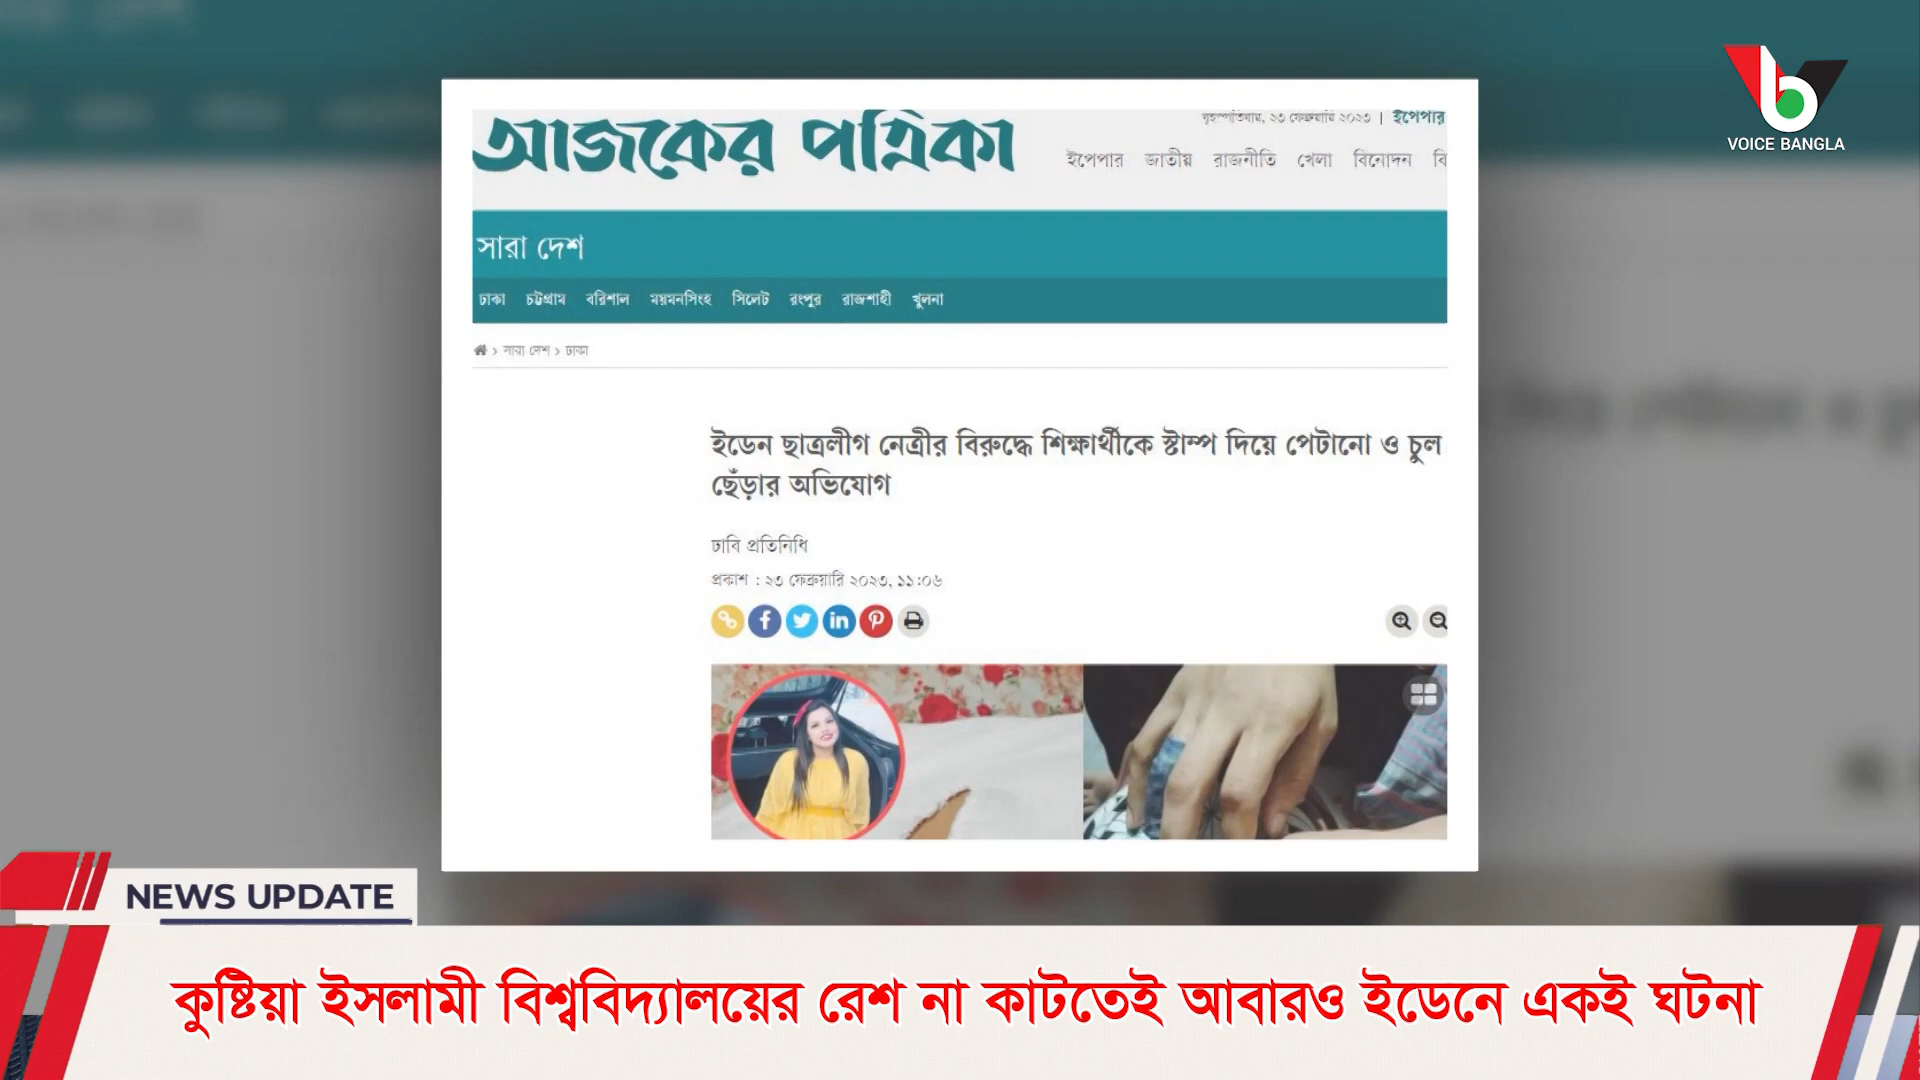 আজকের পত্রিকা
বৃহস্পতিবার, ২৩ ফেব্রুয়ারি ২০২৩ | ইপেপার
ইপেপার জাতীয় রাজনীতি খেলা বিনোদন বি
VOICE BANGLA
সারা দেশ
ঢাকা চট্টগ্রাম বরিশাল ময়মনসিংহ সিলেট রংপুর রাজশাহী খুলনা
› সারা দেশ › ঢাকা
ইডেন ছাত্রলীগ নেত্রীর বিরুদ্ধে শিক্ষার্থীকে স্টাম্প দিয়ে পেটানো ও চুল
ছেঁড়ার অভিযোগ
ঢাবি প্রতিনিধি
প্রকাশ : ২৩ ফেব্রুয়ারি ২০২৩, ১১:০৬
NEWS UPDATE
কুষ্টিয়া ইসলামী বিশ্ববিদ্যালয়ের রেশ না কাটতেই আবারও ইডেনে একই ঘটনা